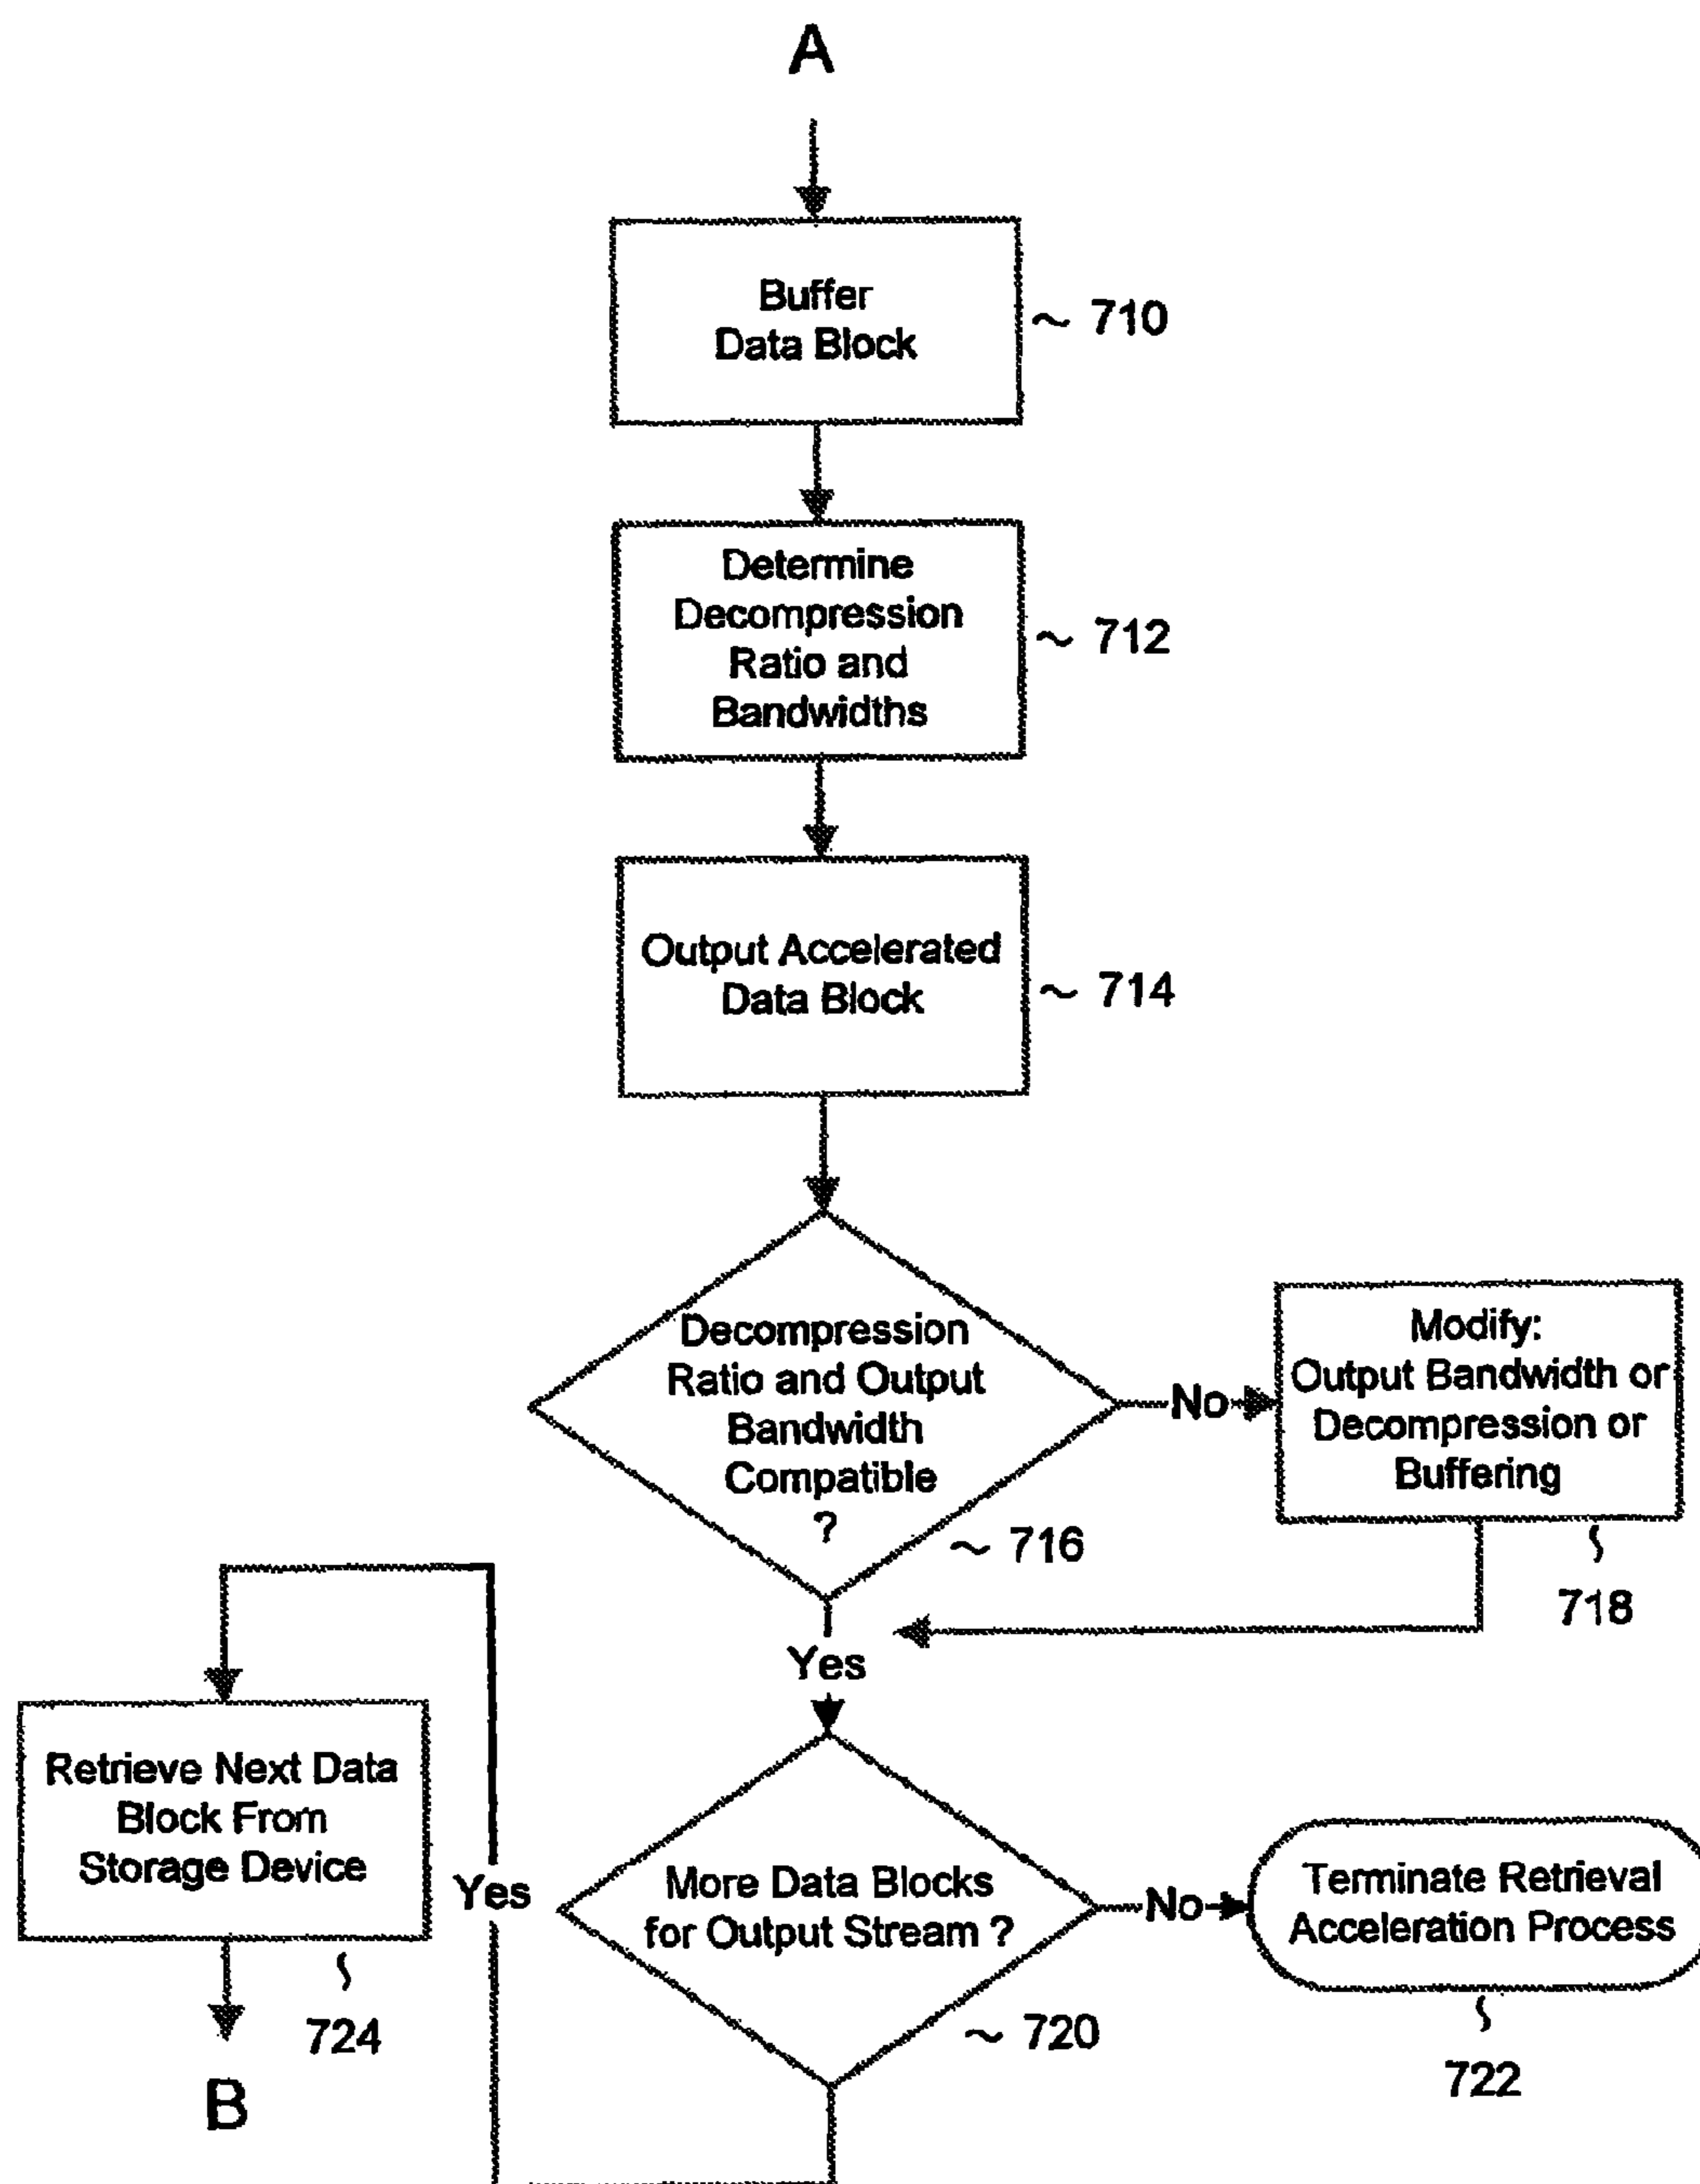 A
Buffer
Data Block
~ 710
Determine
Decompression
Ratio and
Bandwidths
~ 712
Output Accelerated
Data Block
~ 714
Decompression
Ratio and Output
Bandwidth
Compatible
?
~ 716
No
Modify:
Output Bandwidth or
Decompression or
Buffering
718
Yes
Retrieve Next Data
Block From
Storage Device
724
B
Yes
More Data Blocks
for Output Stream ?
~ 720
No
Terminate Retrieval
Acceleration Process
722